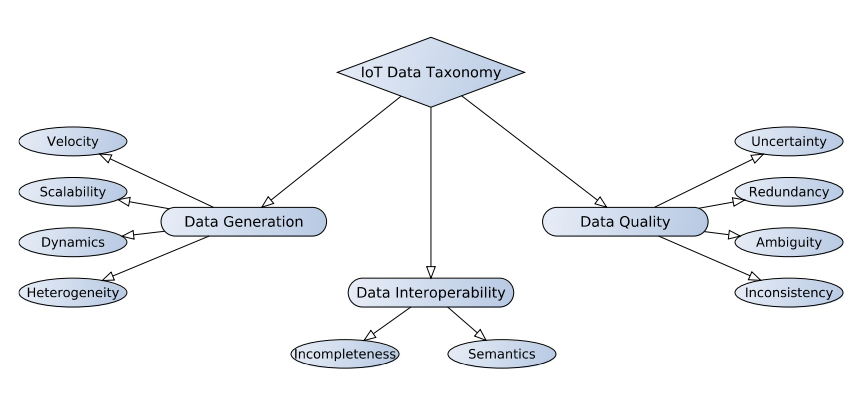 IoT Data Taxonomy
Velocity
Scalability
Dynamics
Heterogeneity
Data Generation
Data Interoperability
Incompleteness
Semantics
Data Quality
Uncertainty
Redundancy
Ambiguity
Inconsistency